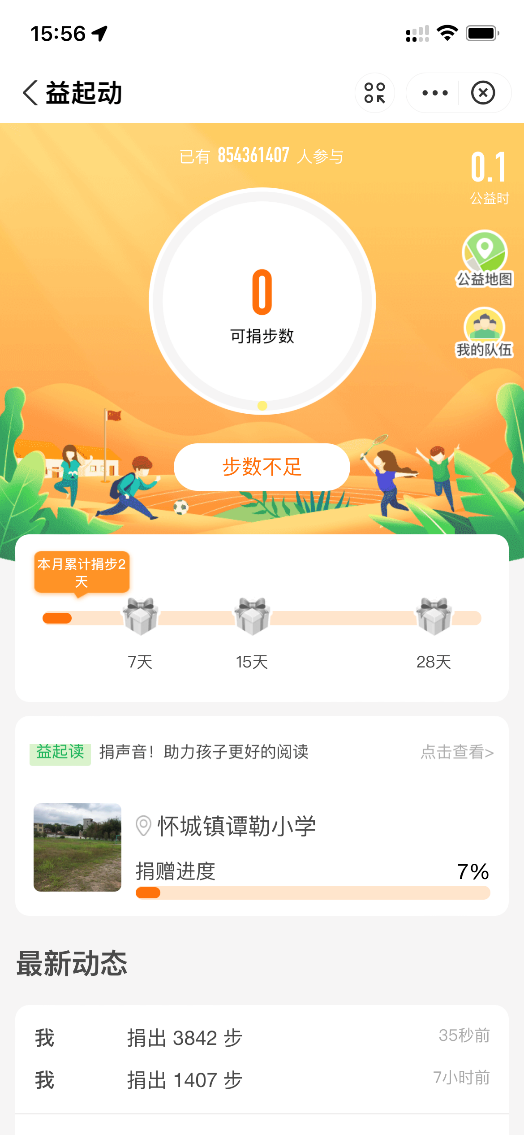 15:56
益起动
已有 854361407 人参与
0.1
公益时
0
可捐步数
公益地图
我的队伍
步数不足
本月累计捐步2
天
7天
15天
28天
益起读 捐声音！助力孩子更好的阅读 点击查看>
怀城镇谭勒小学
捐赠进度 7%
最新动态
我 捐出 3842 步 35秒前
我 捐出 1407 步 7小时前